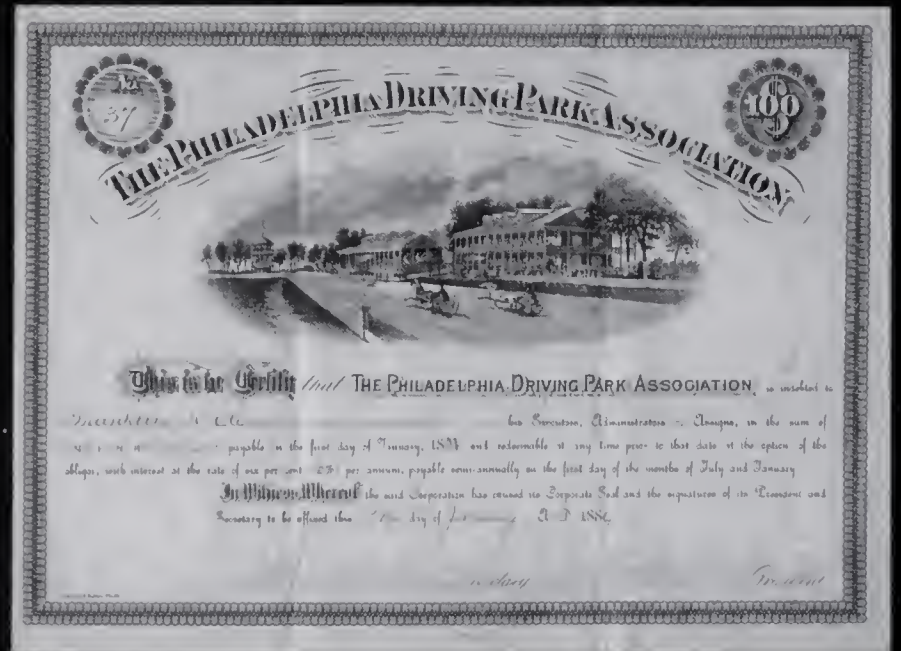 No.
37
$100
THE PHILADELPHIA DRIVING PARK ASSOCIATION
This is to Certify that THE PHILADELPHIA DRIVING PARK ASSOCIATION is indebted to
his Executors, Administrators or Assigns, in the sum of
payable on the first day of January, and redeemable at any time prior to that date at the option of the
obligor, with interest at the rate of six per cent (6%) per annum, payable semi-annually on the first day of the months of July and January
In Witness Whereof the said Corporation has caused its Corporate Seal and the signatures of its President and
Secretary to be affixed this day of A. D. 188
President